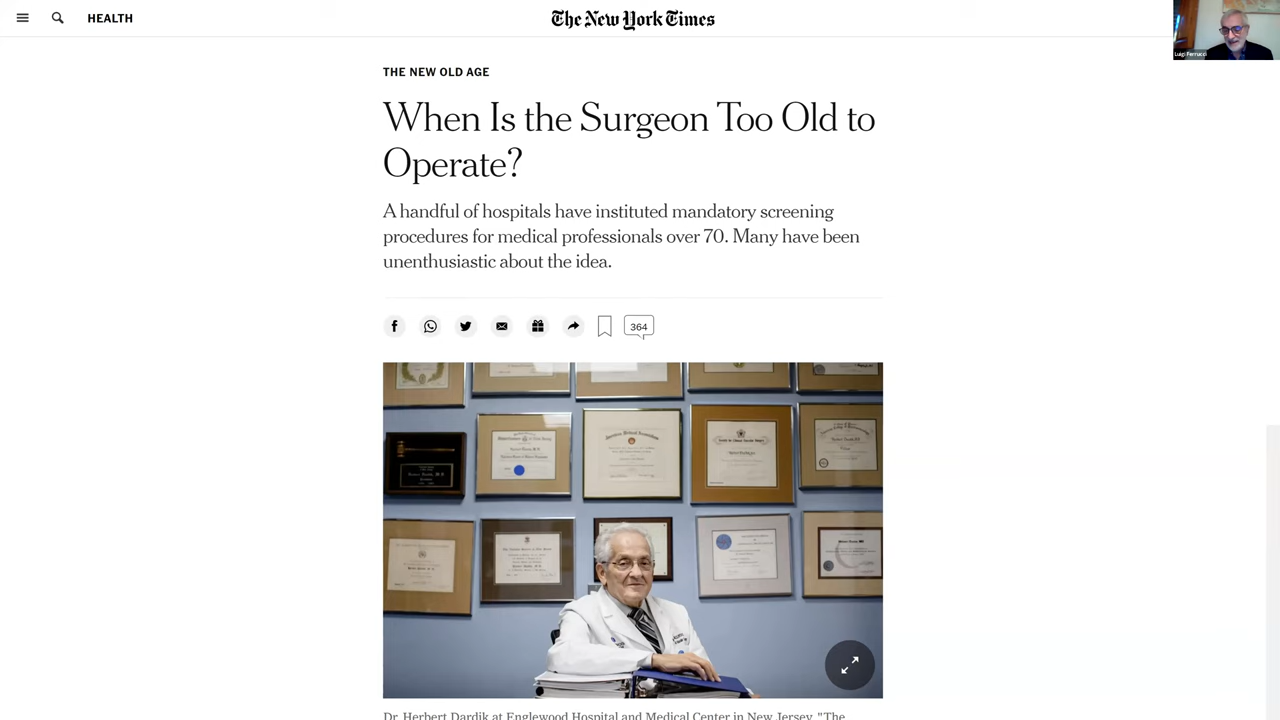 HEALTH
The New York Times
Luigi Ferrucci
THE NEW OLD AGE
When Is the Surgeon Too Old to
Operate?
A handful of hospitals have instituted mandatory screening
procedures for medical professionals over 70. Many have been
unenthusiastic about the idea.
364
Dr. Herbert Dardik at Englewood Hospital and Medical Center in New Jersey. "The